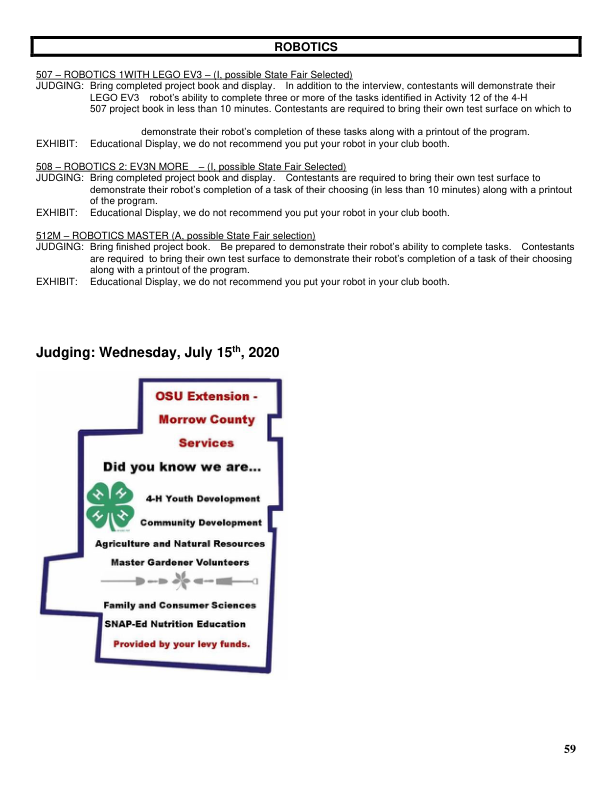 ROBOTICS
507 – ROBOTICS 1WITH LEGO EV3 – (I, possible State Fair Selected)
JUDGING: Bring completed project book and display. In addition to the interview, contestants will demonstrate their
LEGO EV3 robot's ability to complete three or more of the tasks identified in Activity 12 of the 4-H
507 project book in less than 10 minutes. Contestants are required to bring their own test surface on which to
demonstrate their robot's completion of these tasks along with a printout of the program.
EXHIBIT: Educational Display, we do not recommend you put your robot in your club booth.
508 – ROBOTICS 2: EV3N MORE – (I, possible State Fair Selected)
JUDGING: Bring completed project book and display. Contestants are required to bring their own test surface to
demonstrate their robot's completion of a task of their choosing (in less than 10 minutes) along with a printout
of the program.
EXHIBIT: Educational Display, we do not recommend you put your robot in your club booth.
512M – ROBOTICS MASTER (A, possible State Fair selection)
JUDGING: Bring finished project book. Be prepared to demonstrate their robot's ability to complete tasks. Contestants
are required to bring their own test surface to demonstrate their robot's completion of a task of their choosing
along with a printout of the program.
EXHIBIT: Educational Display, we do not recommend you put your robot in your club booth.
Judging: Wednesday, July 15th, 2020
OSU Extension -
Morrow County
Services
Did you know we are...
H H H H
4-H Youth Development
Community Development
Agriculture and Natural Resources
Master Gardener Volunteers
Family and Consumer Sciences
SNAP-Ed Nutrition Education
Provided by your levy funds.
59